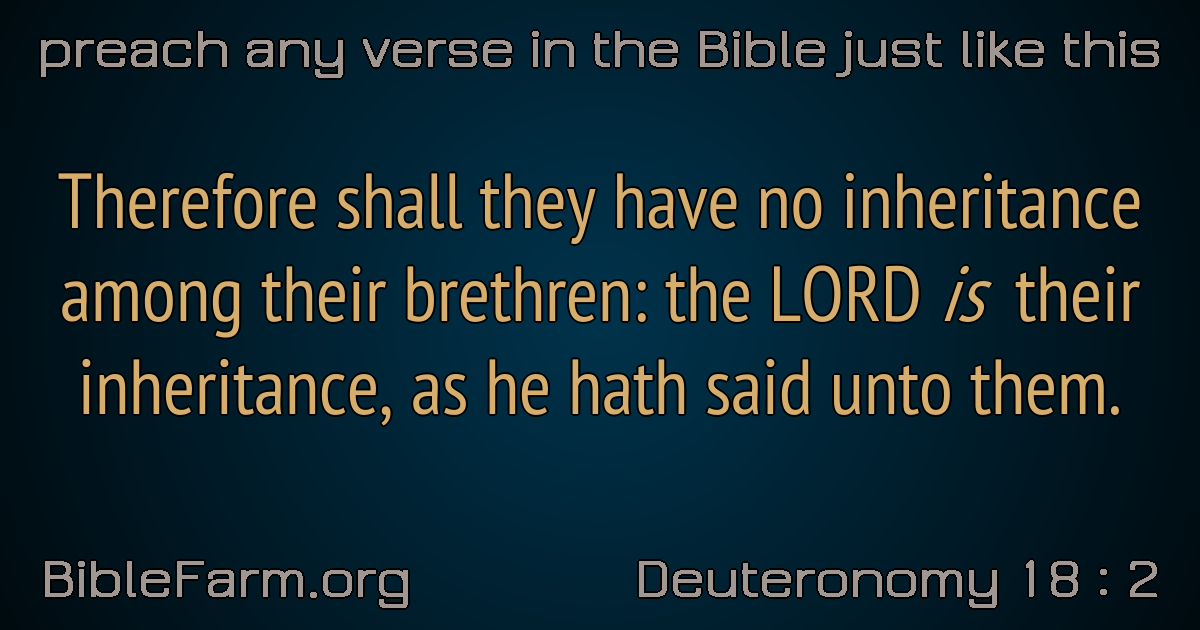 preach any verse in the Bible just like this
Therefore shall they have no inheritance
among their brethren: the LORD is their
inheritance, as he hath said unto them.
BibleFarm.org
Deuteronomy 18 : 2